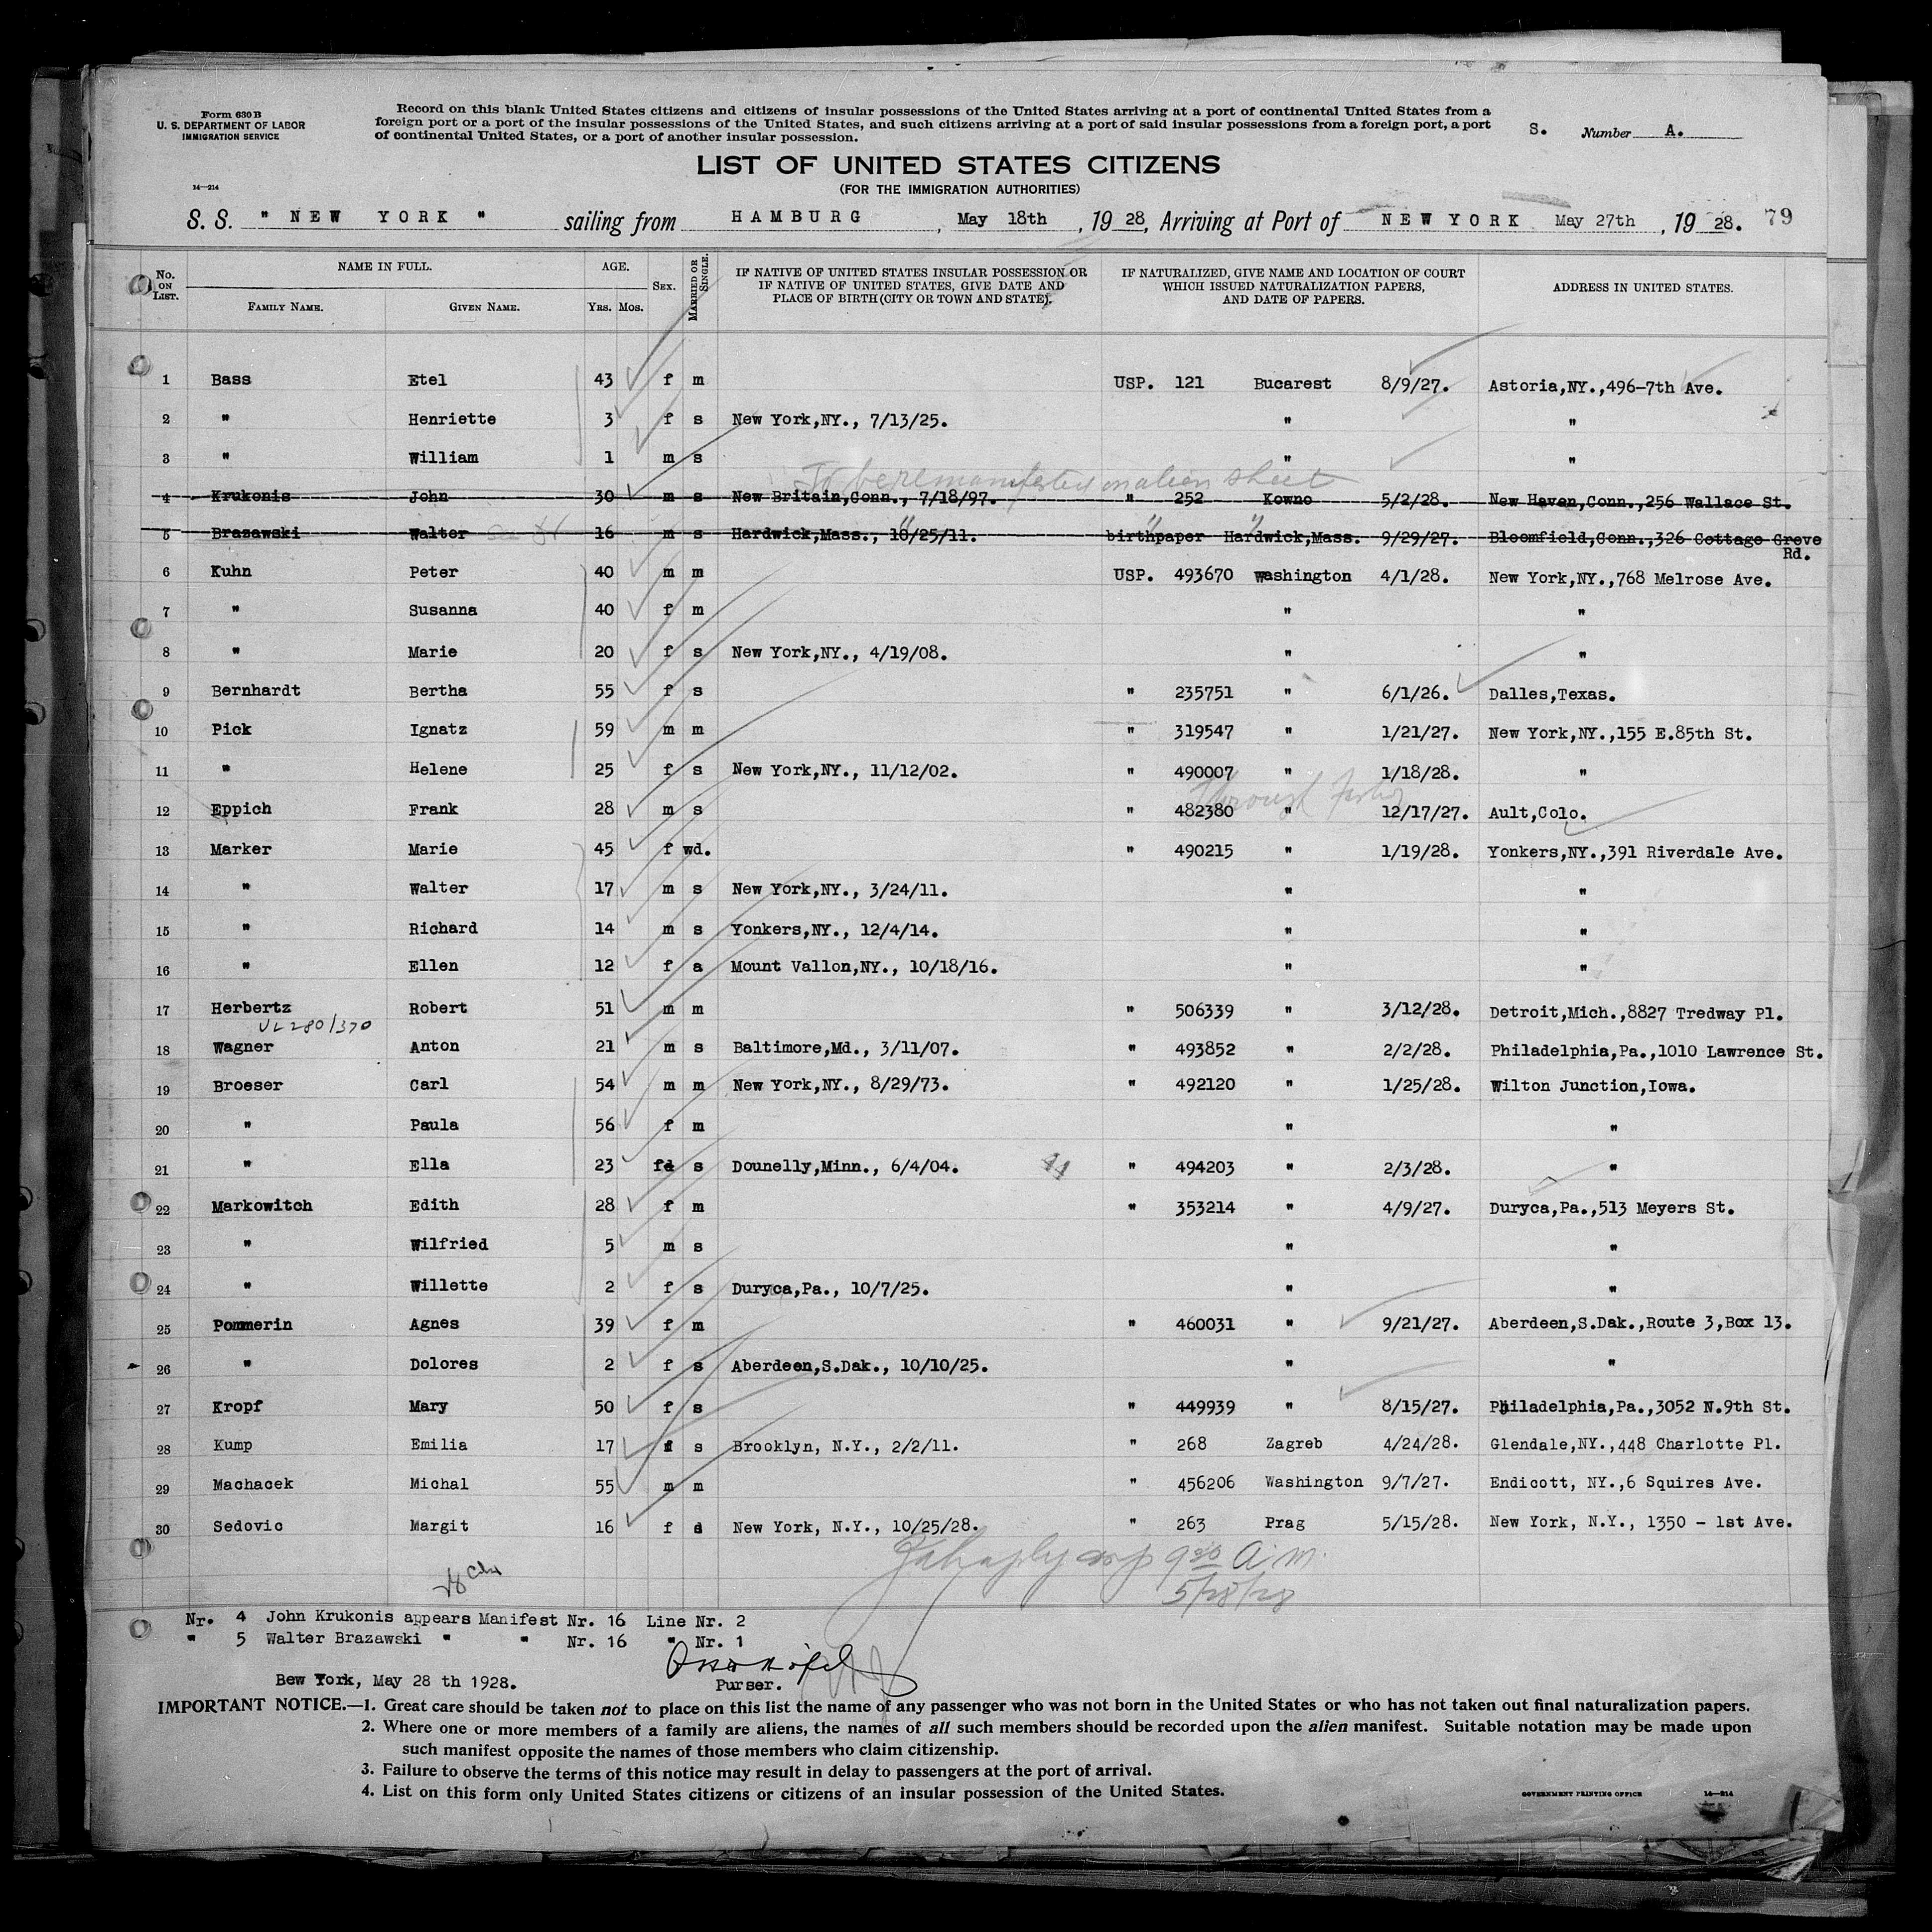 Form 630 B
U. S. DEPARTMENT OF LABOR
IMMIGRATION SERVICE
Record on this blank United States citizens and citizens of insular possessions of the United States arriving at a port of continental United States from a
foreign port or a port of the insular possessions of the United States, and such citizens arriving at a port of said insular possessions from a foreign port, a port
of continental United States, or a port of another insular possession.
S. Number A.
LIST OF UNITED STATES CITIZENS
(FOR THE IMMIGRATION AUTHORITIES)
14—214
S. S. " NEW YORK " sailing from HAMBURG, May 18th, 19 28, Arriving at Port of NEW YORK May 27th, 19 28. 79
No. ON LIST. NAME IN FULL. FAMILY NAME. GIVEN NAME. AGE. YRS. MOS. SEX. MARRIED OR SINGLE. IF NATIVE OF UNITED STATES INSULAR POSSESSION OR IF NATIVE OF UNITED STATES, GIVE DATE AND PLACE OF BIRTH (CITY OR TOWN AND STATE). IF NATURALIZED, GIVE NAME AND LOCATION OF COURT WHICH ISSUED NATURALIZATION PAPERS, AND DATE OF PAPERS. ADDRESS IN UNITED STATES.
1 Bass Etel 43 f m USP. 121 Bucarest 8/9/27. Astoria,NY.,496-7th Ave.
2 " Henriette 3 f s New York,NY., 7/13/25. " "
3 " William 1 m s " "
To be remanifested on alien sheet
4 Krukonis John 30 m s New Britain,Conn., 7/18/97. " 252 Kowno 5/2/28. New Haven,Conn.,256 Wallace St.
5 Brazawski Walter 16 m s Hardwick,Mass., 10/25/11. birthpaper Hardwick,Mass. 9/29/27. Bloomfield,Conn.,326 Cottage Grove Rd.
6 Kuhn Peter 40 m m USP. 493670 Washington 4/1/28. New York,NY.,768 Melrose Ave.
7 " Susanna 40 f m " "
8 " Marie 20 f s New York,NY., 4/19/08. " "
9 Bernhardt Bertha 55 f s " 235751 " 6/1/26. Dalles,Texas.
10 Pick Ignatz 59 m m " 319547 " 1/21/27. New York,NY.,155 E.85th St.
11 " Helene 25 f s New York,NY., 11/12/02. " 490007 " 1/18/28. "
12 Eppich Frank 28 m s " 482380 " 12/17/27. Ault,Colo.
13 Marker Marie 45 f wd. " 490215 " 1/19/28. Yonkers,NY.,391 Riverdale Ave.
14 " Walter 17 m s New York,NY., 3/24/11. " "
15 " Richard 14 m s Yonkers,NY., 12/4/14. " "
16 " Ellen 12 f a Mount Vallon,NY., 10/18/16. " "
17 Herbertz Robert 51 m m " 506339 " 3/12/28. Detroit,Mich.,8827 Tredway Pl.
18 Wagner Anton 21 m s Baltimore,Md., 3/11/07. " 493852 " 2/2/28. Philadelphia,Pa.,1010 Lawrence St.
19 Broeser Carl 54 m m New York,NY., 8/29/73. " 492120 " 1/25/28. Wilton Junction,Iowa.
20 " Paula 56 f m " "
21 " Ella 23 f s Dounelly,Minn., 6/4/04. " 494203 " 2/3/28. "
22 Markowitch Edith 28 f m " 353214 " 4/9/27. Duryca,Pa.,513 Meyers St.
23 " Wilfried 5 m s " "
24 " Willette 2 f s Duryca,Pa., 10/7/25. " "
25 Pommerin Agnes 39 f m " 460031 " 9/21/27. Aberdeen,S.Dak.,Route 3,Box 13.
26 " Dolores 2 f s Aberdeen,S.Dak., 10/10/25. " "
27 Kropf Mary 50 f s " 449939 " 8/15/27. Philadelphia,Pa.,3052 N.9th St.
28 Kump Emilia 17 f s Brooklyn, N.Y., 2/2/11. " 268 Zagreb 4/24/28. Glendale,NY.,448 Charlotte Pl.
29 Machacek Michal 55 m m " 456206 Washington 9/7/27. Endicott, NY.,6 Squires Ave.
30 Sedovic Margit 16 f s New York, N.Y., 10/25/28. " 263 Prag 5/15/28. New York, N.Y., 1350 - 1st Ave.
9 30 A.M.
5/28/28
Nr. 4 John Krukonis appears Manifest Nr. 16 Line Nr. 2
" 5 Walter Brazawski " " Nr. 16 " Nr. 1
Bew York, May 28 th 1928.
Purser.
IMPORTANT NOTICE.—1. Great care should be taken not to place on this list the name of any passenger who was not born in the United States or who has not taken out final naturalization papers.
2. Where one or more members of a family are aliens, the names of all such members should be recorded upon the alien manifest. Suitable notation may be made upon
such manifest opposite the names of those members who claim citizenship.
3. Failure to observe the terms of this notice may result in delay to passengers at the port of arrival.
4. List on this form only United States citizens or citizens of an insular possession of the United States.
GOVERNMENT PRINTING OFFICE 14—214